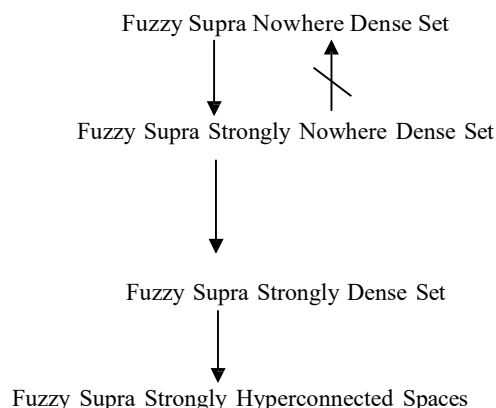 Fuzzy Supra Nowhere Dense Set
Fuzzy Supra Strongly Nowhere Dense Set
Fuzzy Supra Strongly Dense Set
Fuzzy Supra Strongly Hyperconnected Spaces